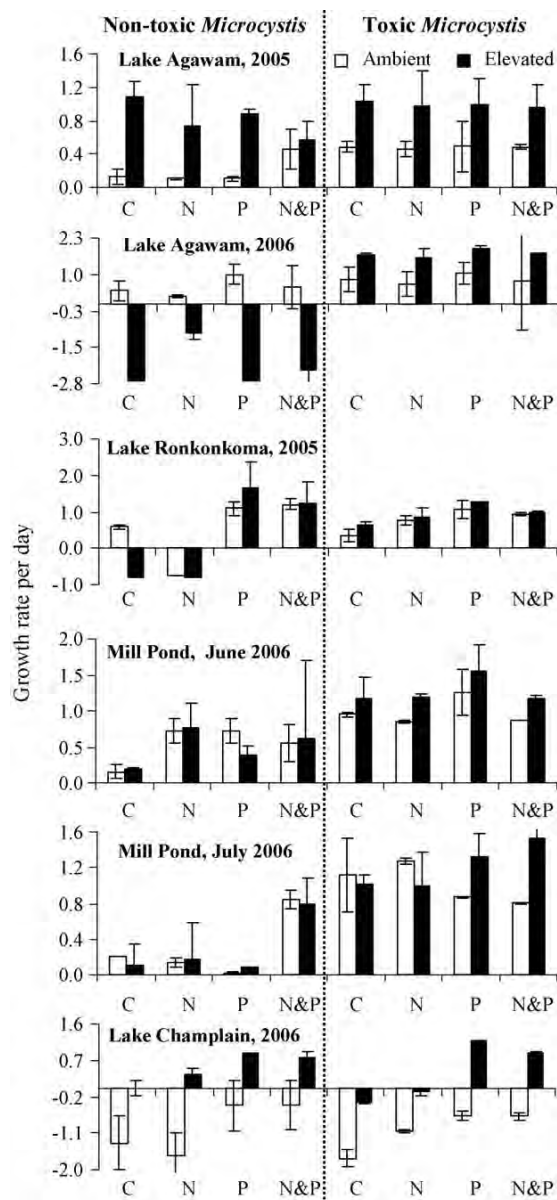 Non-toxic Microcystis Toxic Microcystis
Lake Agawam, 2005 Ambient Elevated
1.6
1.2
0.8
0.4
0.0
C N P N&P C N P N&P
Lake Agawam, 2006
2.3
1.0
-0.3
-1.5
-2.8
C N P N&P C N P N&P
Lake Ronkonkoma, 2005
3.0
2.0
1.0
0.0
-1.0
C N P N&P C N P N&P
Growth rate per day
Mill Pond, June 2006
2.0
1.5
1.0
0.5
0.0
C N P N&P C N P N&P
Mill Pond, July 2006
1.6
1.2
0.8
0.4
0.0
C N P N&P C N P N&P
Lake Champlain, 2006
1.6
0.7
-0.2
-1.1
-2.0
C N P N&P C N P N&P